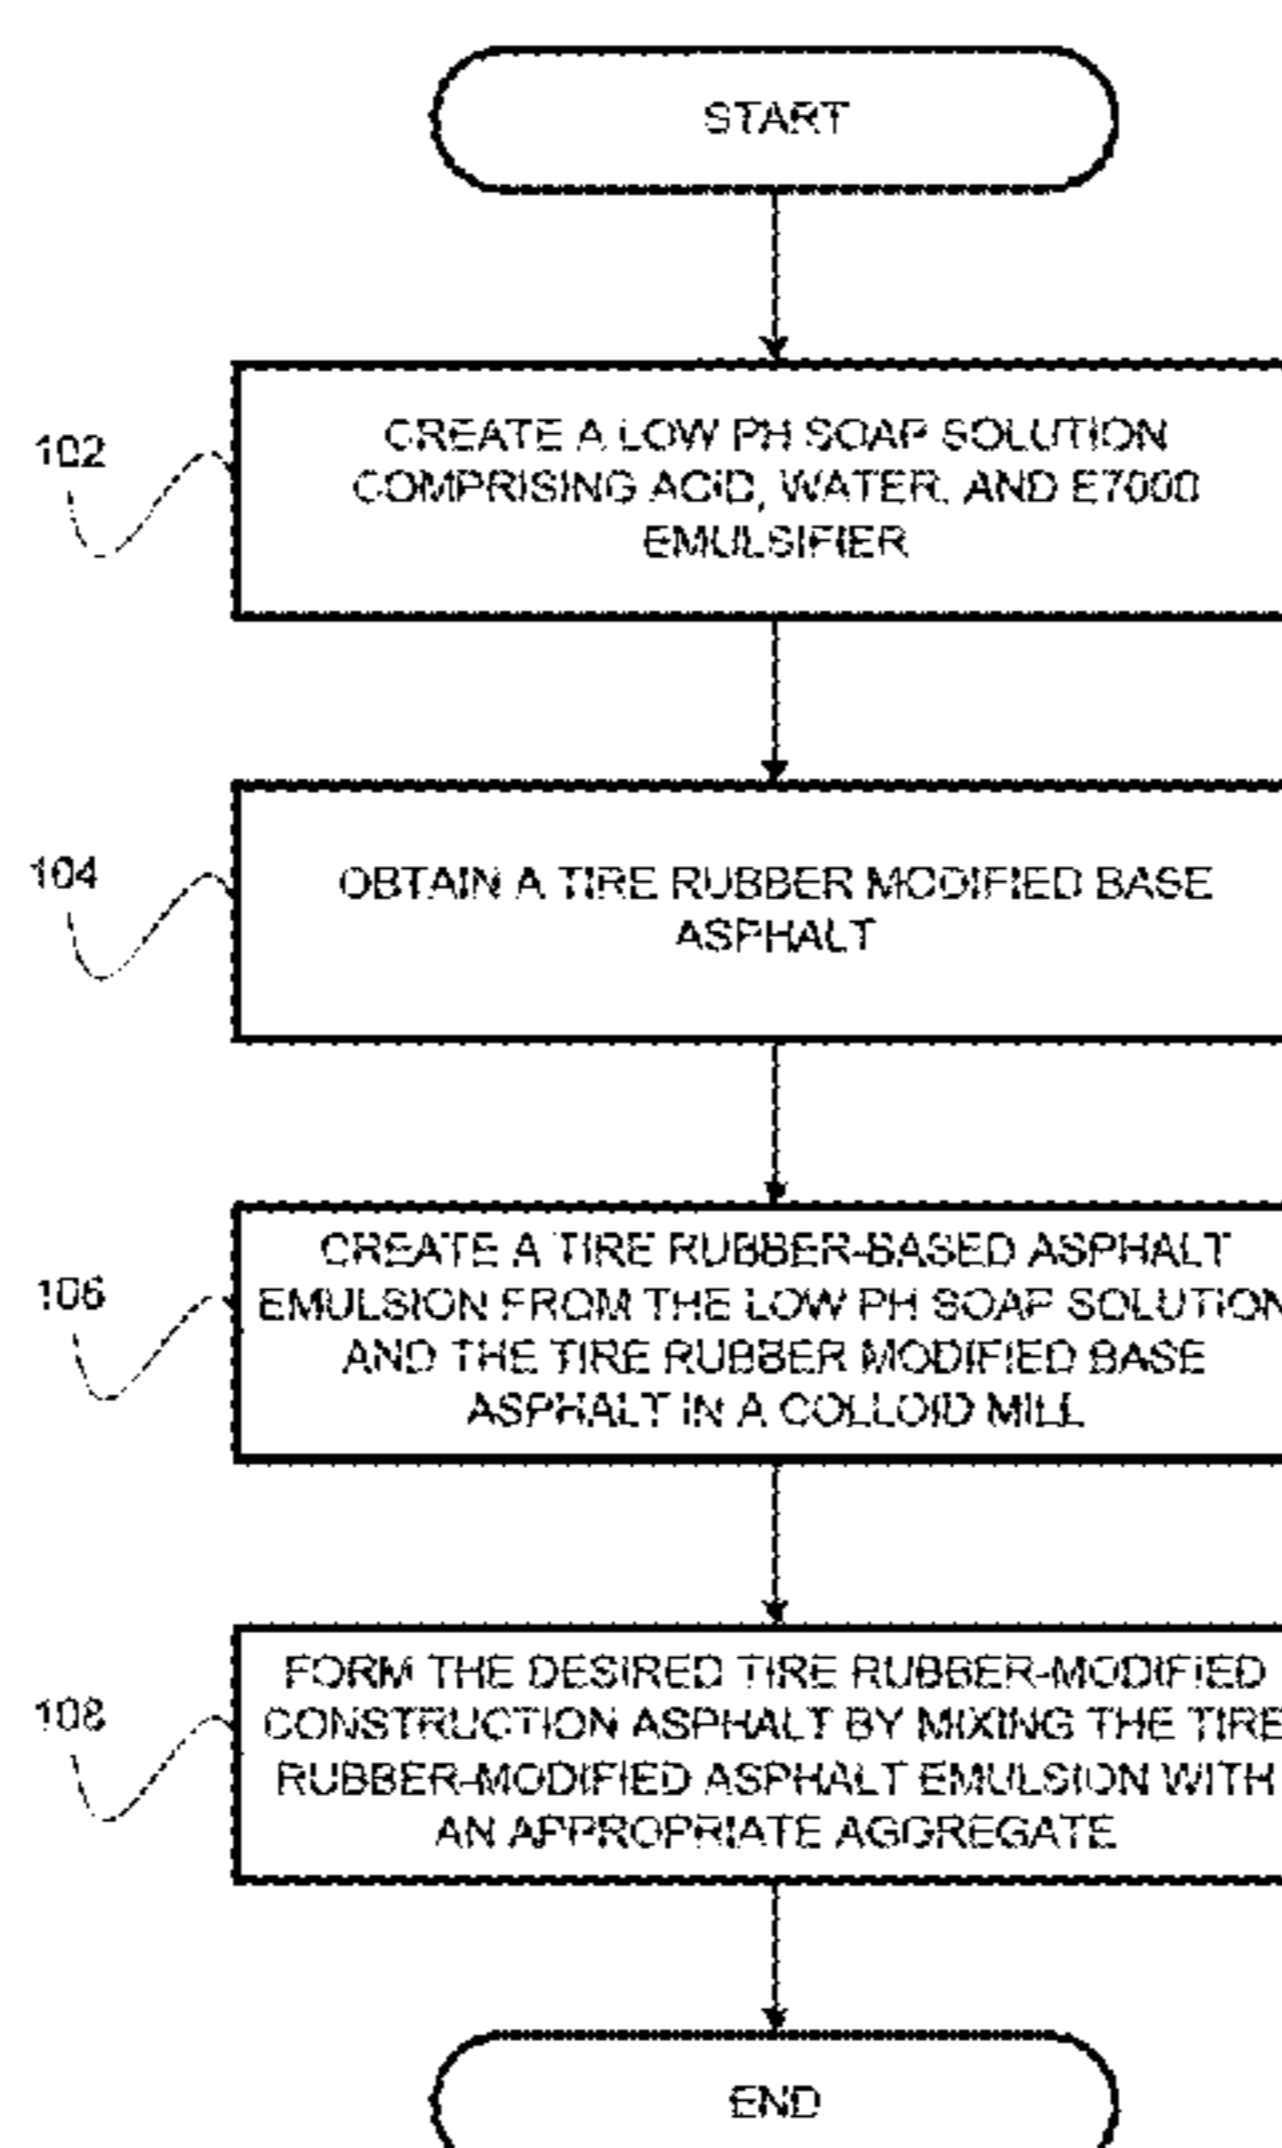 START
102
CREATE A LOW PH SOAP SOLUTION
COMPRISING ACID, WATER, AND E7000
EMULSIFIER
104
OBTAIN A TIRE RUBBER MODIFIED BASE
ASPHALT
106
CREATE A TIRE RUBBER-BASED ASPHALT
EMULSION FROM THE LOW PH SOAP SOLUTION
AND THE TIRE RUBBER MODIFIED BASE
ASPHALT IN A COLLOID MILL
108
FORM THE DESIRED TIRE RUBBER-MODIFIED
CONSTRUCTION ASPHALT BY MIXING THE TIRE
RUBBER-MODIFIED ASPHALT EMULSION WITH
AN APPROPRIATE AGGREGATE
END